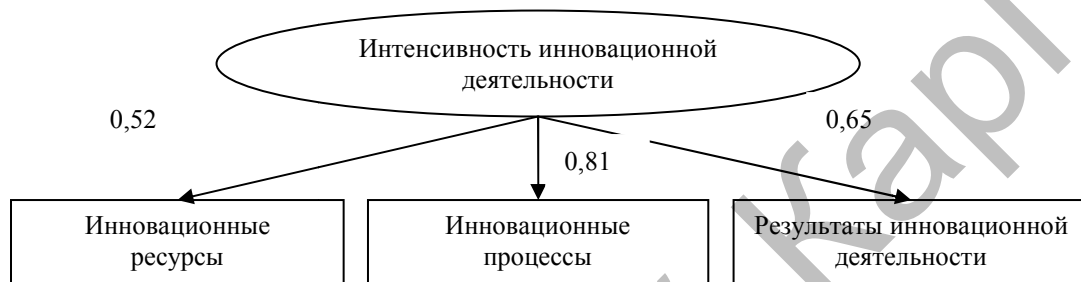 Интенсивность инновационной
деятельности
0,52
0,65
0,81
Инновационные
ресурсы
Инновационные
процессы
Результаты инновационной
деятельности